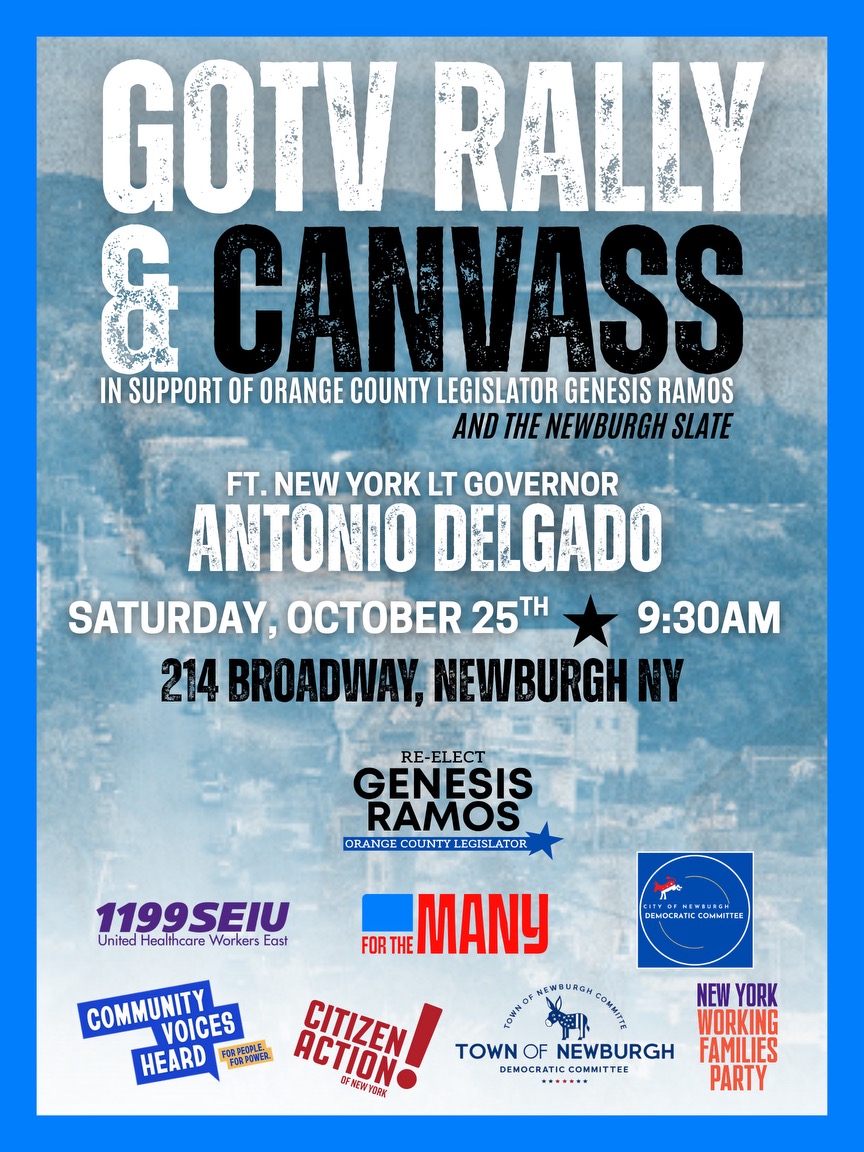 GOTV RALLY
& CANVASS
IN SUPPORT OF ORANGE COUNTY LEGISLATOR GENESIS RAMOS
AND THE NEWBURGH SLATE
FT. NEW YORK LT GOVERNOR
ANTONIO DELGADO
SATURDAY, OCTOBER 25TH ★ 9:30AM
214 BROADWAY, NEWBURGH NY
RE-ELECT
GENESIS
RAMOS
ORANGE COUNTY LEGISLATOR
1199SEIU
United Healthcare Workers East
FOR THE MANY
CITY OF NEWBURGH
DEMOCRATIC COMMITTEE
COMMUNITY
VOICES
HEARD
FOR PEOPLE.
FOR POWER.
CITIZEN
ACTION!
OF NEW YORK
TOWN OF NEWBURGH COMMITTE
TOWN OF NEWBURGH
DEMOCRATIC COMMITTEE
NEW YORK
WORKING
FAMILIES
PARTY